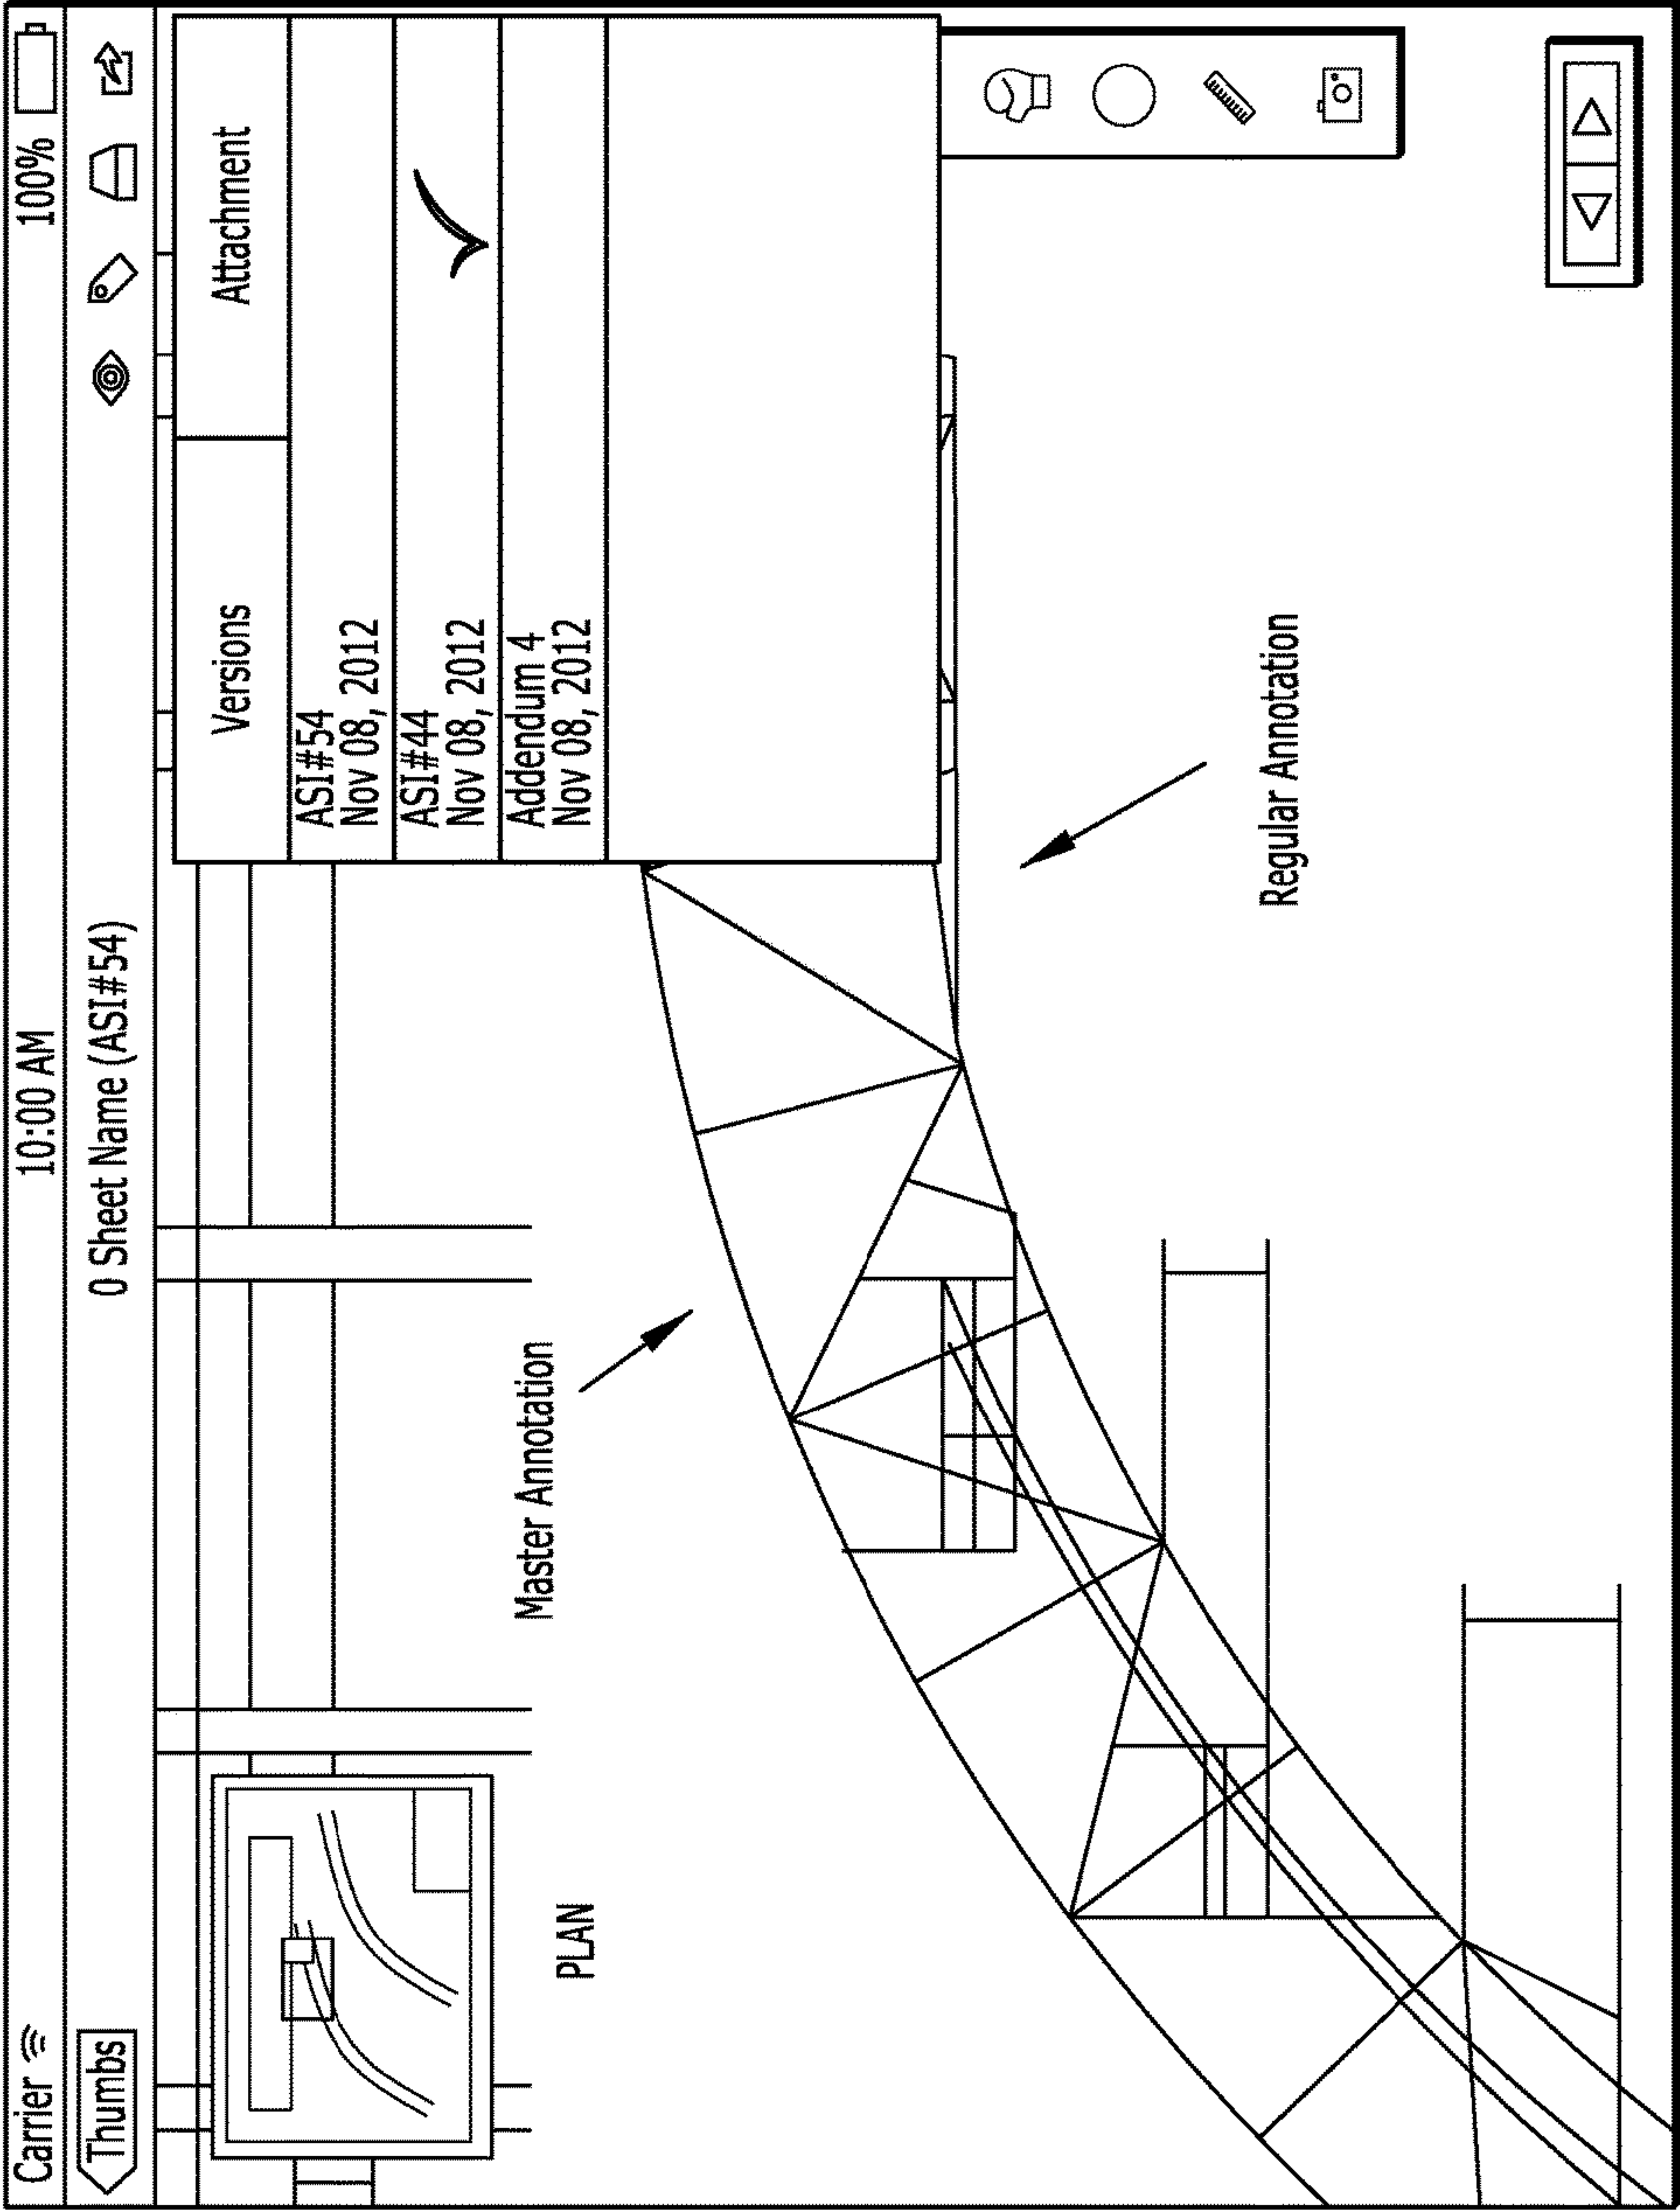 Carrier 10:00 AM 100%
Thumbs 0 Sheet Name (ASI#54)
Versions Attachment
ASI#54
Nov 08, 2012
ASI#44
Nov 08, 2012
Addendum 4
Nov 08, 2012
Master Annotation
PLAN
Regular Annotation